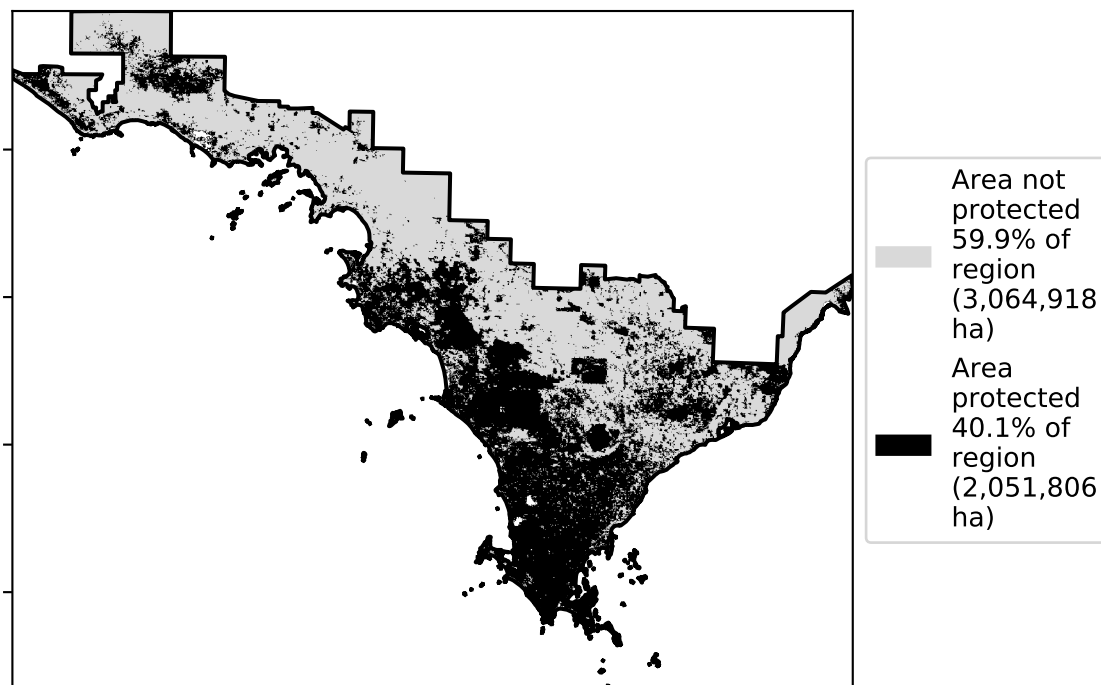 Area not
protected
59.9% of
region
(3,064,918
ha)
Area
protected
40.1% of
region
(2,051,806
ha)